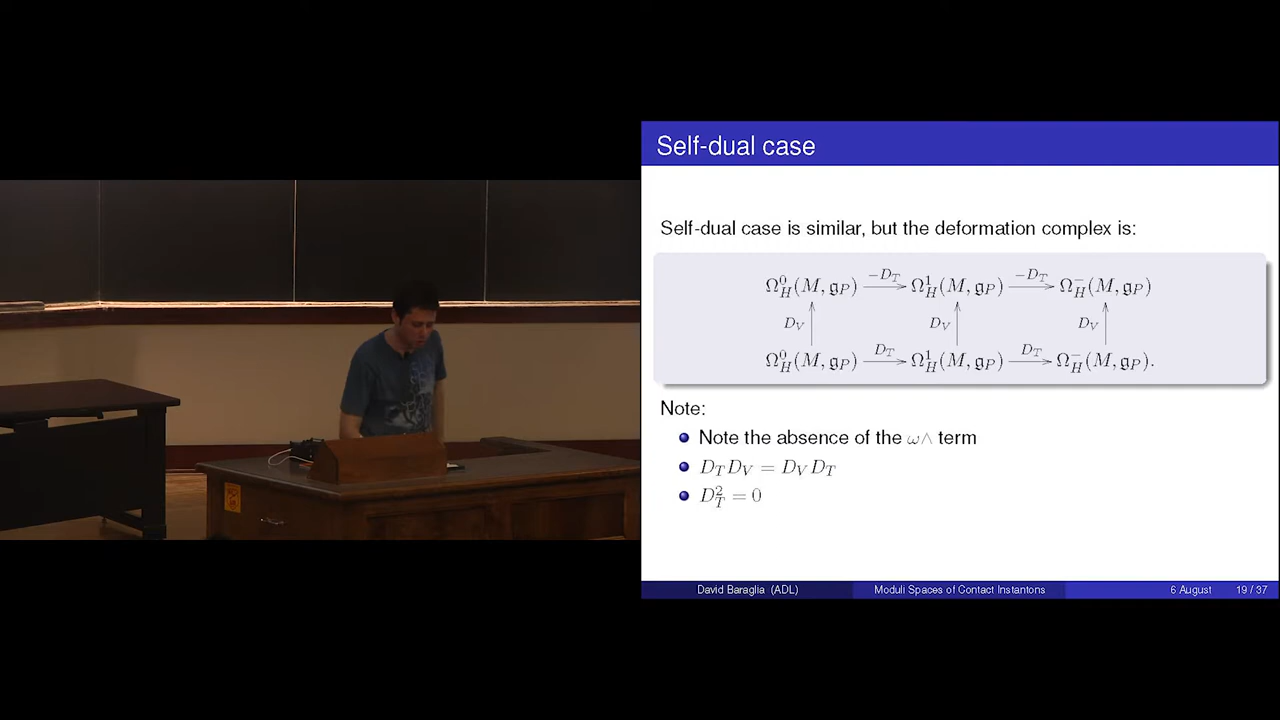 Self-dual case
Self-dual case is similar, but the deformation complex is:
Ω⁰_H(M, 𝔤_P) —−D_T→ Ω¹_H(M, 𝔤_P) —−D_T→ Ω⁻_H(M, 𝔤_P)
D_V ↑ D_V ↑ D_V ↑
Ω⁰_H(M, 𝔤_P) —D_T→ Ω¹_H(M, 𝔤_P) —D_T→ Ω⁻_H(M, 𝔤_P).
Note:
Note the absence of the ω∧ term
D_T D_V = D_V D_T
D²_T = 0
David Baraglia (ADL) Moduli Spaces of Contact Instantons 6 August 19 / 37